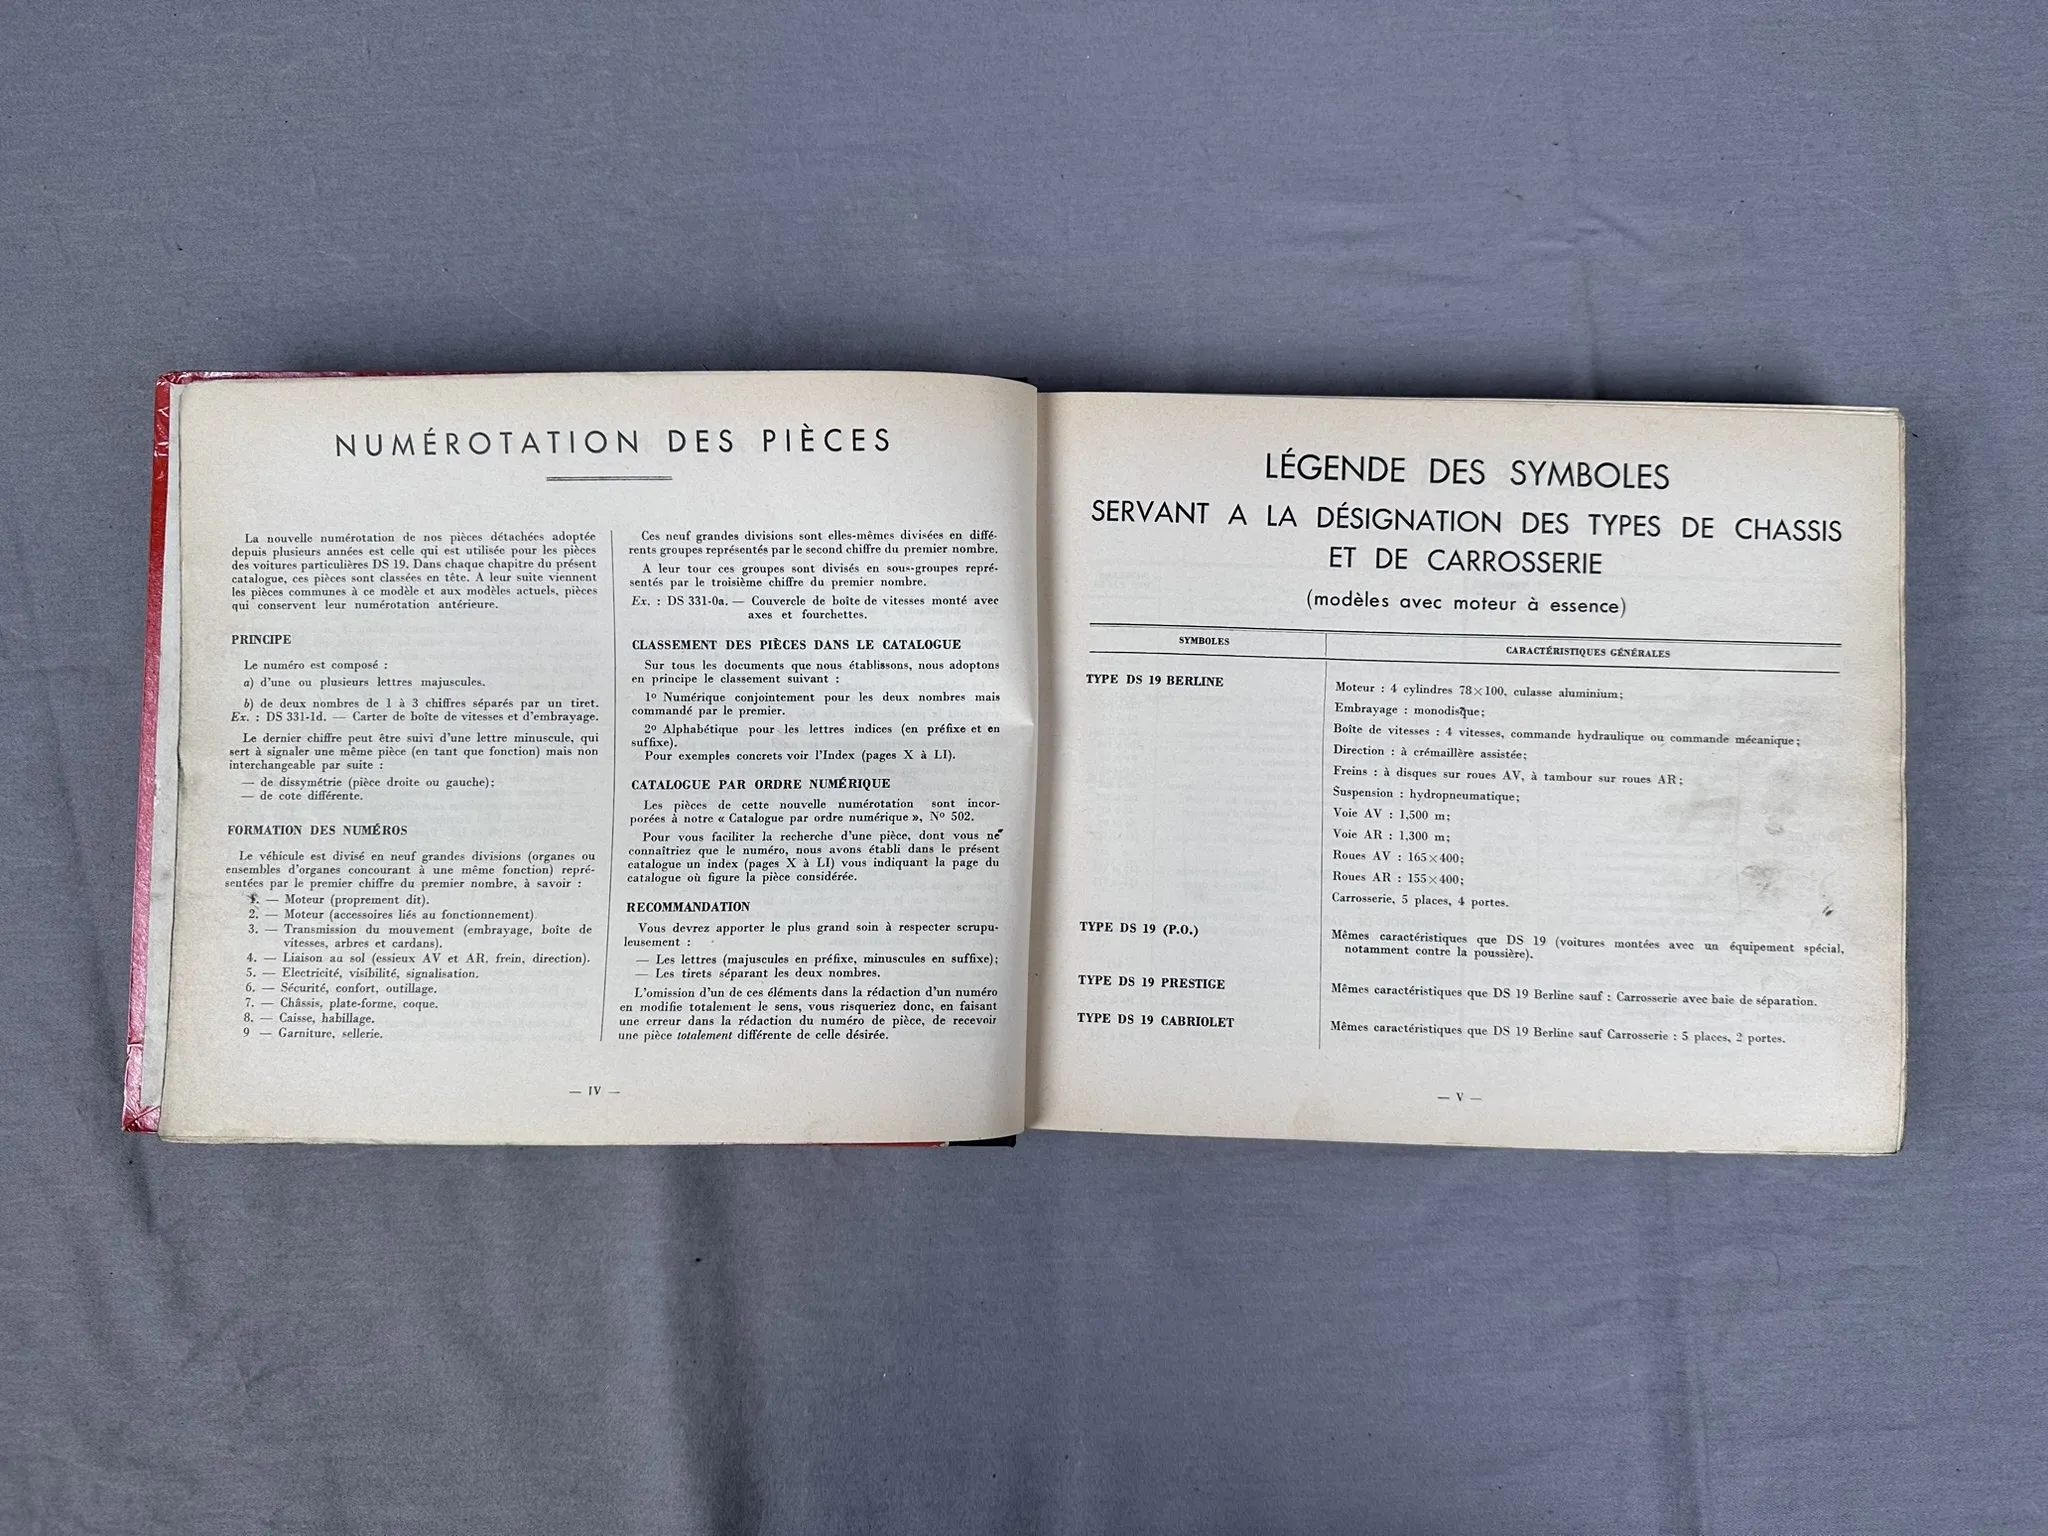 NUMÉROTATION DES PIÈCES
La nouvelle numérotation de nos pièces détachées adoptée
depuis plusieurs années est celle qui est utilisée pour les pièces
des voitures particulières DS 19. Dans chaque chapitre du présent
catalogue, ces pièces sont classées en tête. A leur suite viennent
les pièces communes à ce modèle et aux modèles actuels, pièces
qui conservent leur numérotation antérieure.
PRINCIPE
Le numéro est composé :
a) d'une ou plusieurs lettres majuscules.
b) de deux nombres de 1 à 3 chiffres séparés par un tiret.
Ex. : DS 331-1d. — Carter de boîte de vitesses et d'embrayage.
Le dernier chiffre peut être suivi d'une lettre minuscule, qui
sert à signaler une même pièce (en tant que fonction) mais non
interchangeable par suite :
— de dissymétrie (pièce droite ou gauche);
— de cote différente.
FORMATION DES NUMÉROS
Le véhicule est divisé en neuf grandes divisions (organes ou
ensembles d'organes concourant à une même fonction) repré-
sentées par le premier chiffre du premier nombre, à savoir :
1. — Moteur (proprement dit).
2. — Moteur (accessoires liés au fonctionnement)
3. — Transmission du mouvement (embrayage, boîte de
vitesses, arbres et cardans).
4. — Liaison au sol (essieux AV et AR, frein, direction).
5. — Electricité, visibilité, signalisation.
6. — Sécurité, confort, outillage.
7. — Châssis, plate-forme, coque.
8. — Caisse, habillage.
9 — Garniture, sellerie.
Ces neuf grandes divisions sont elles-mêmes divisées en diffé-
rents groupes représentés par le second chiffre du premier nombre.
A leur tour ces groupes sont divisés en sous-groupes repré-
sentés par le troisième chiffre du premier nombre.
Ex. : DS 331-0a. — Couvercle de boîte de vitesses monté avec
axes et fourchettes.
CLASSEMENT DES PIÈCES DANS LE CATALOGUE
Sur tous les documents que nous établissons, nous adoptons
en principe le classement suivant :
1º Numérique conjointement pour les deux nombres mais
commandé par le premier.
2º Alphabétique pour les lettres indices (en préfixe et en
suffixe).
Pour exemples concrets voir l'Index (pages X à LI).
CATALOGUE PAR ORDRE NUMÉRIQUE
Les pièces de cette nouvelle numérotation sont incor-
porées à notre « Catalogue par ordre numérique », Nº 502.
Pour vous faciliter la recherche d'une pièce, dont vous ne
connaîtriez que le numéro, nous avons établi dans le présent
catalogue un index (pages X à LI) vous indiquant la page du
catalogue où figure la pièce considérée.
RECOMMANDATION
Vous devrez apporter le plus grand soin à respecter scrupu-
leusement :
— Les lettres (majuscules en préfixe, minuscules en suffixe);
— Les tirets séparant les deux nombres.
L'omission d'un de ces éléments dans la rédaction d'un numéro
en modifie totalement le sens, vous risqueriez donc, en faisant
une erreur dans la rédaction du numéro de pièce, de recevoir
une pièce totalement différente de celle désirée.
— IV —
LÉGENDE DES SYMBOLES
SERVANT A LA DÉSIGNATION DES TYPES DE CHASSIS
ET DE CARROSSERIE
(modèles avec moteur à essence)
SYMBOLES
CARACTÉRISTIQUES GÉNÉRALES
TYPE DS 19 BERLINE
Moteur : 4 cylindres 78×100, culasse aluminium;
Embrayage : monodisque;
Boîte de vitesses : 4 vitesses, commande hydraulique ou commande mécanique;
Direction : à crémaillère assistée;
Freins : à disques sur roues AV, à tambour sur roues AR;
Suspension : hydropneumatique;
Voie AV : 1,500 m;
Voie AR : 1,300 m;
Roues AV : 165×400;
Roues AR : 155×400;
Carrosserie, 5 places, 4 portes.
TYPE DS 19 (P.O.)
Mêmes caractéristiques que DS 19 (voitures montées avec un équipement spécial,
notamment contre la poussière).
TYPE DS 19 PRESTIGE
Mêmes caractéristiques que DS 19 Berline sauf : Carrosserie avec baie de séparation.
TYPE DS 19 CABRIOLET
Mêmes caractéristiques que DS 19 Berline sauf Carrosserie : 5 places, 2 portes.
— V —